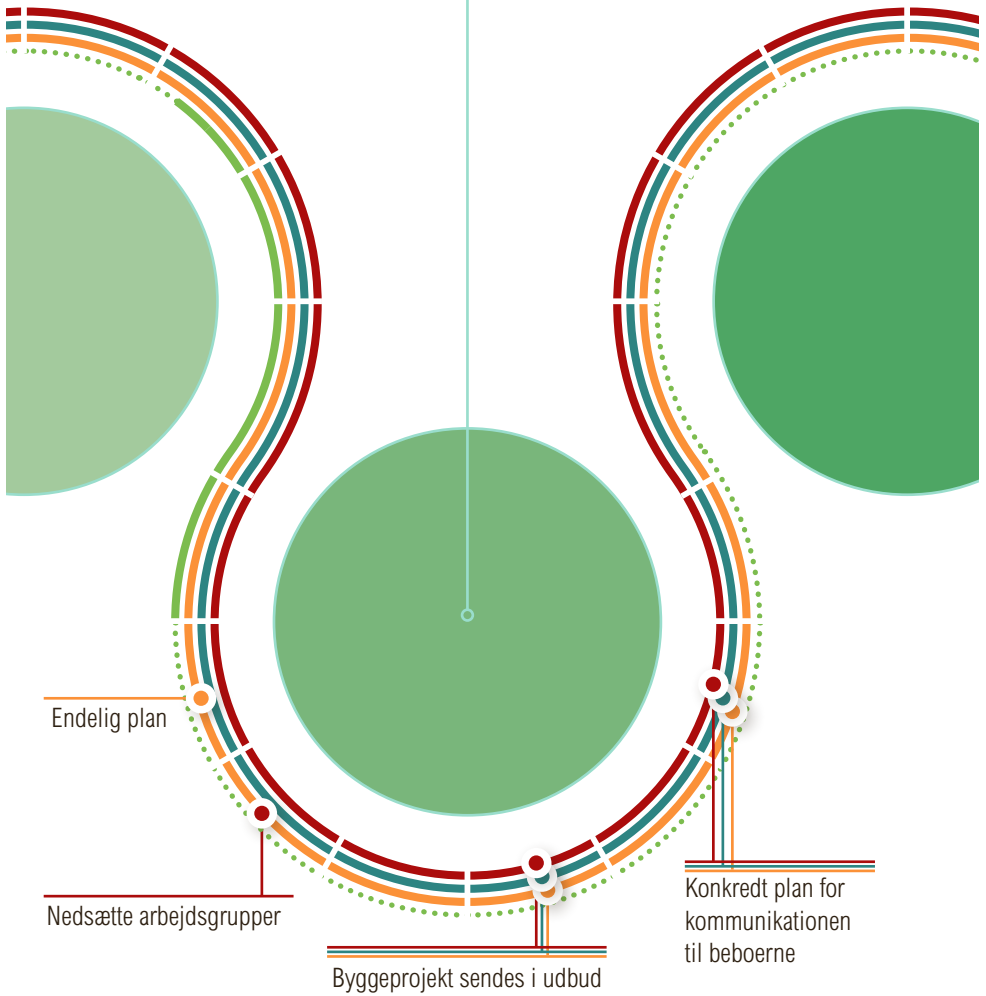 Endelig plan
Nedsætte arbejdsgrupper
Byggeprojekt sendes i udbud
Konkredt plan for
kommunikationen
til beboerne